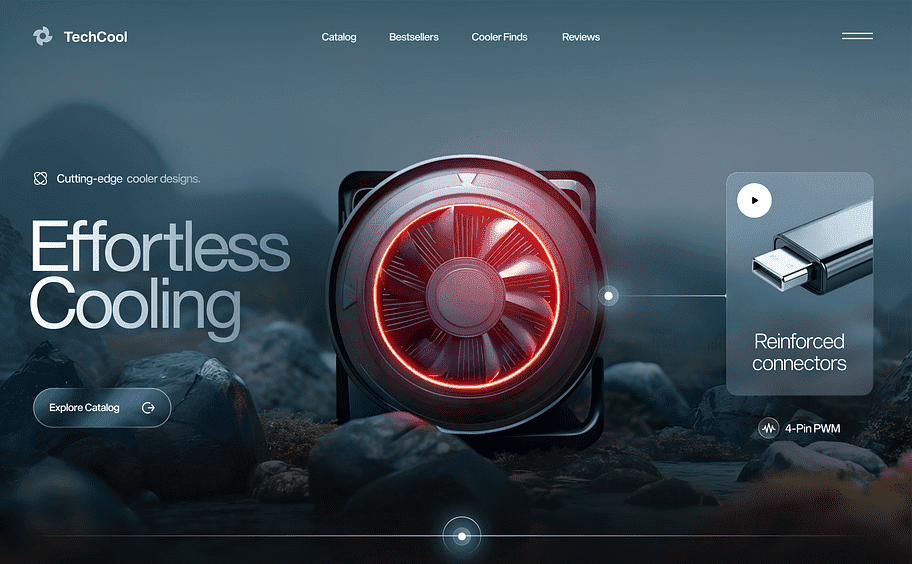 TechCool
Catalog
Bestsellers
Cooler Finds
Reviews
Cutting-edge cooler designs.
Effortless
Cooling
Explore Catalog
Reinforced
connectors
4-Pin PWM